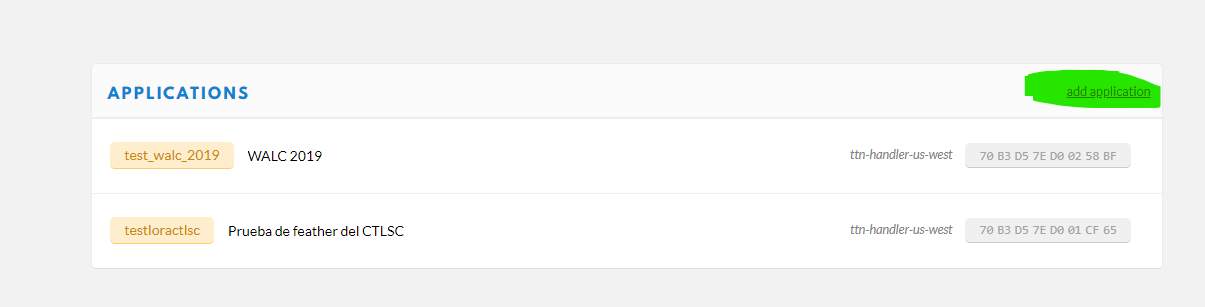 APPLICATIONS add application
test_walc_2019 WALC 2019 ttn-handler-us-west 70 B3 D5 7E D0 02 58 BF
testloractlsc Prueba de feather del CTLSC ttn-handler-us-west 70 B3 D5 7E D0 01 CF 65